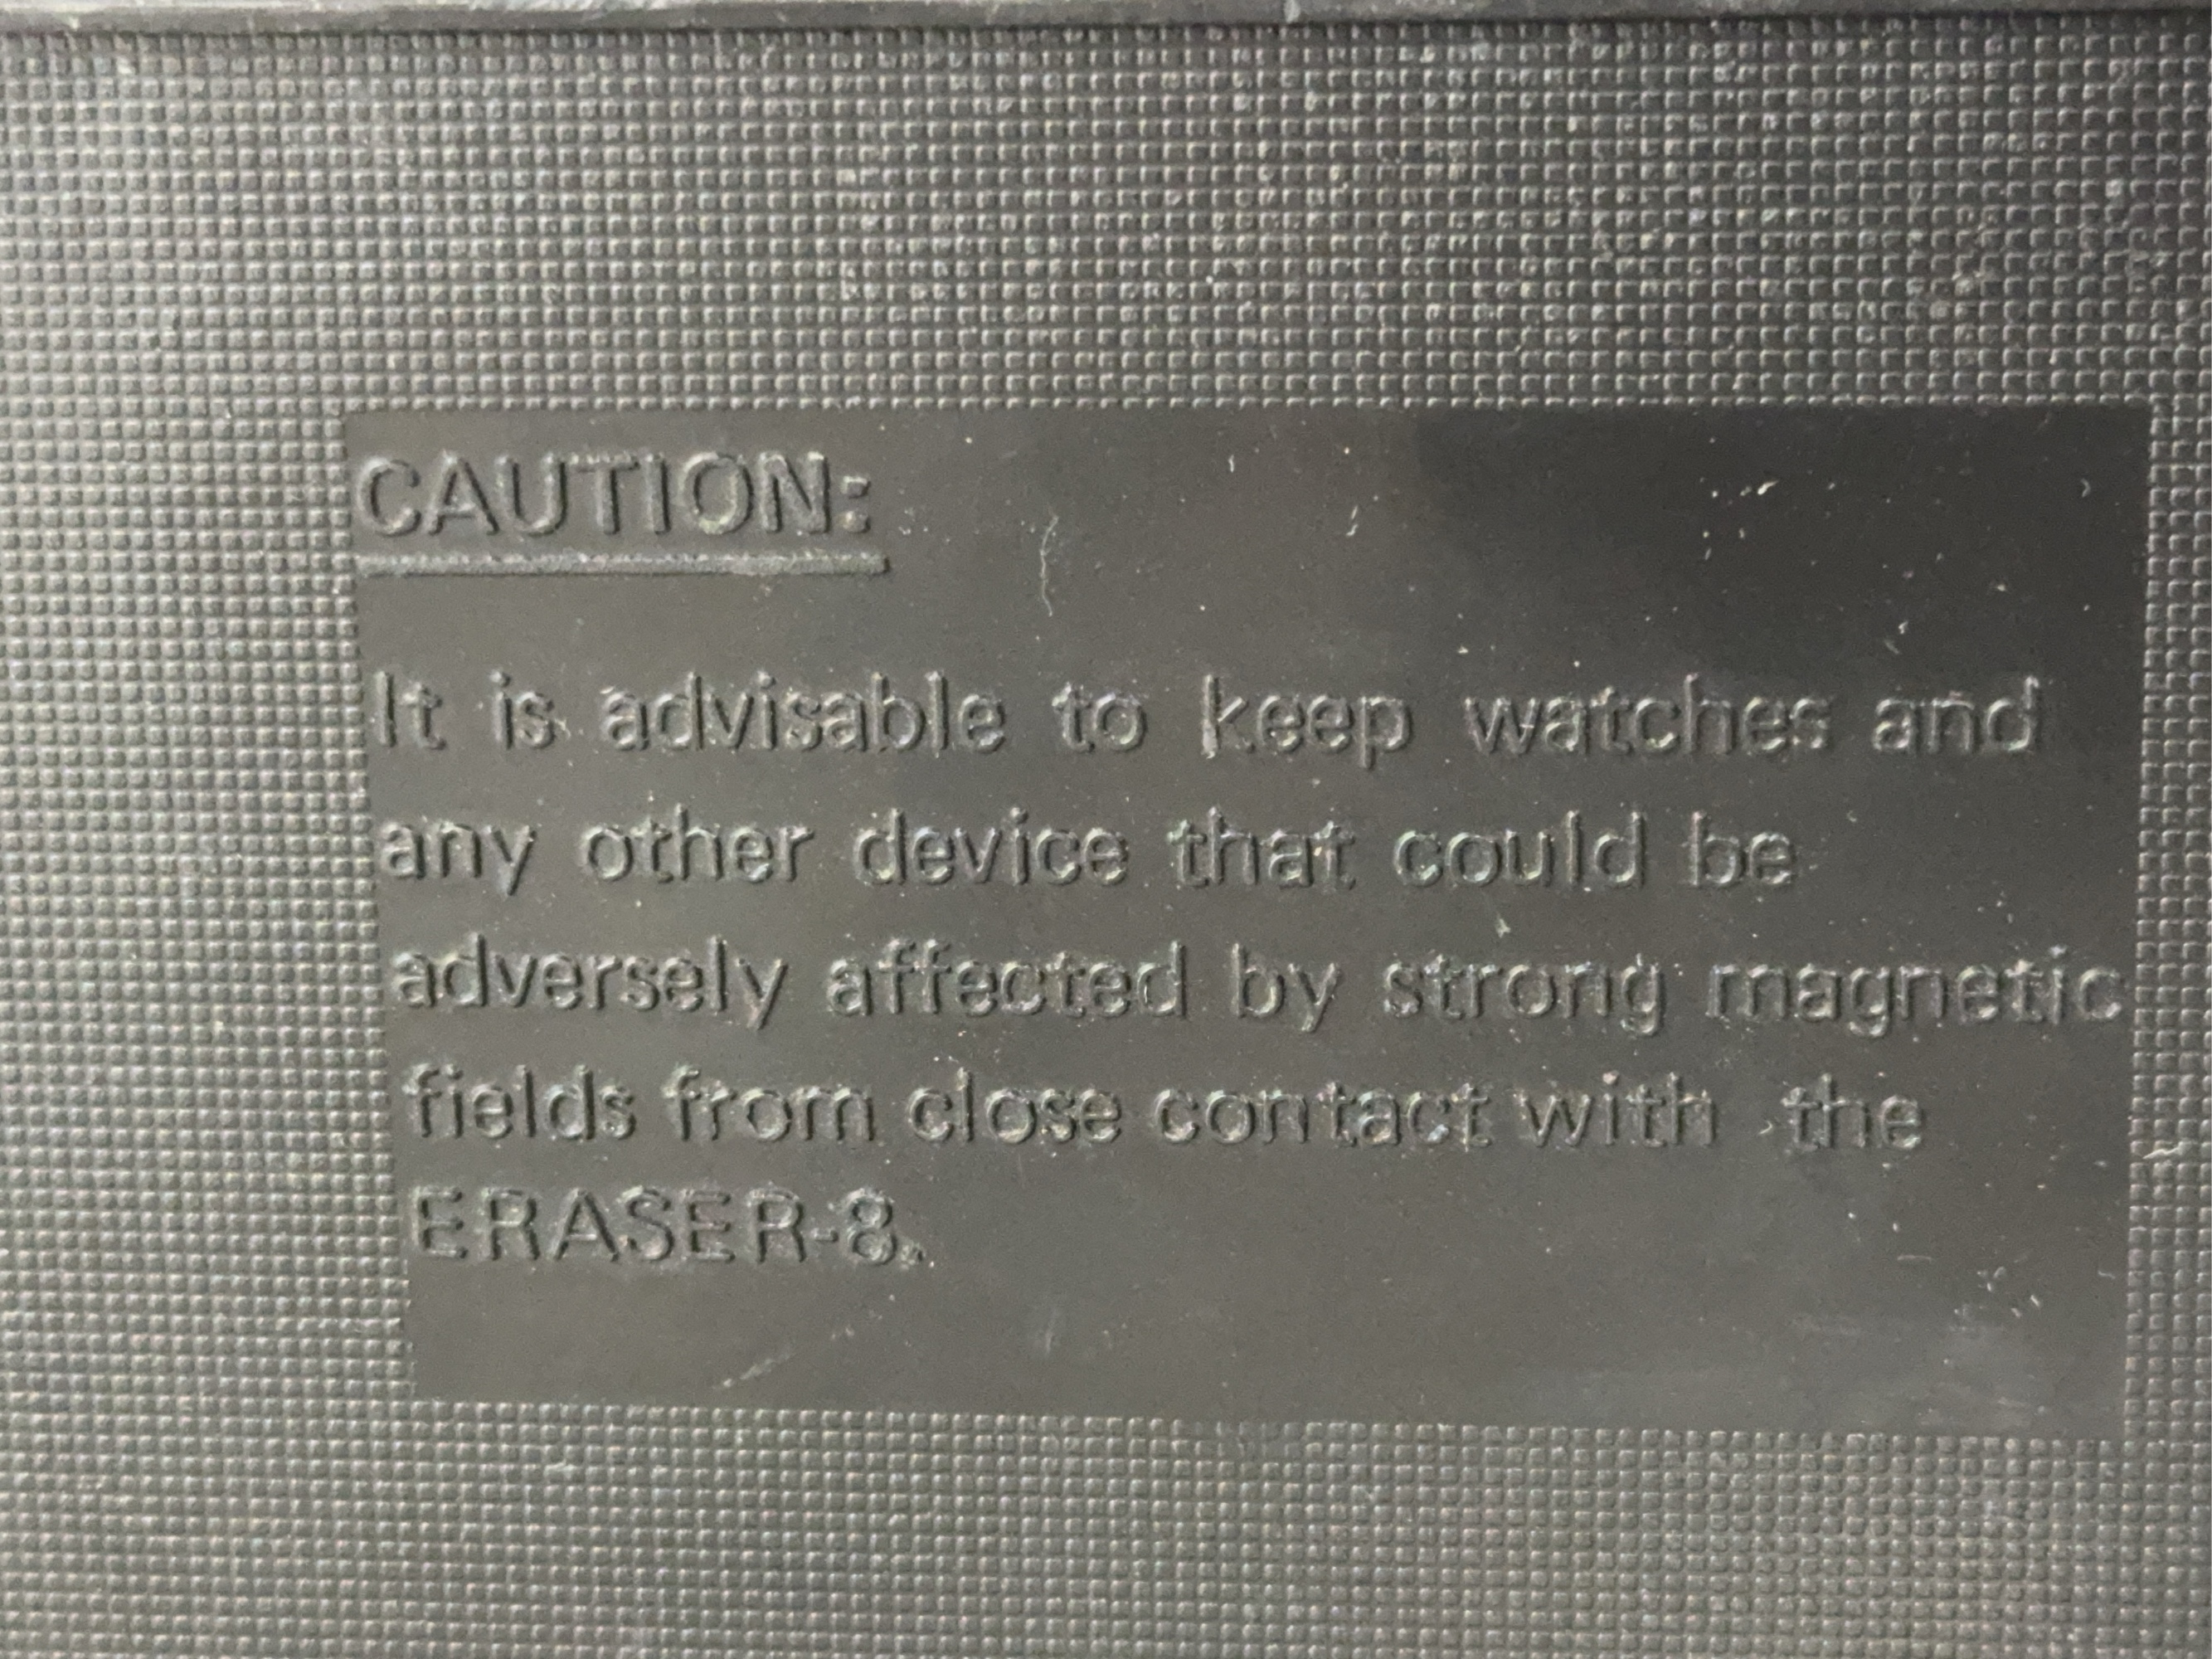 CAUTION:
It is advisable to keep watches and
any other device that could be
adversely affected by strong magnetic
fields from close contact with the
ERASER-8.